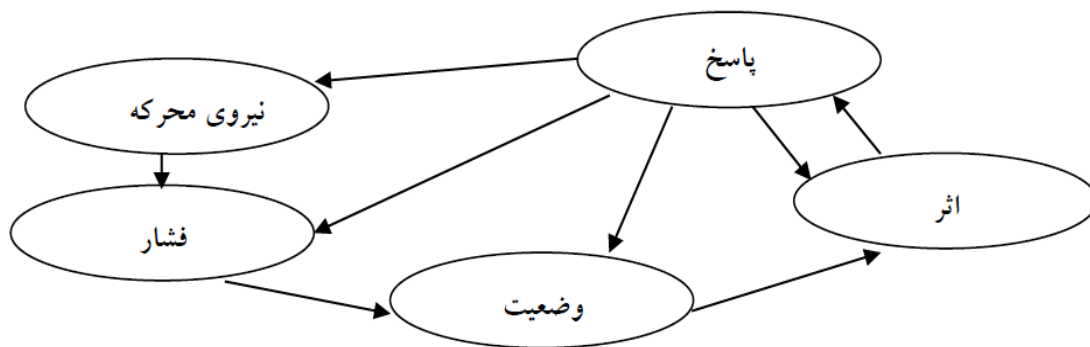 پاسخ
نیروی محرکه
اثر
فشار
وضعیت